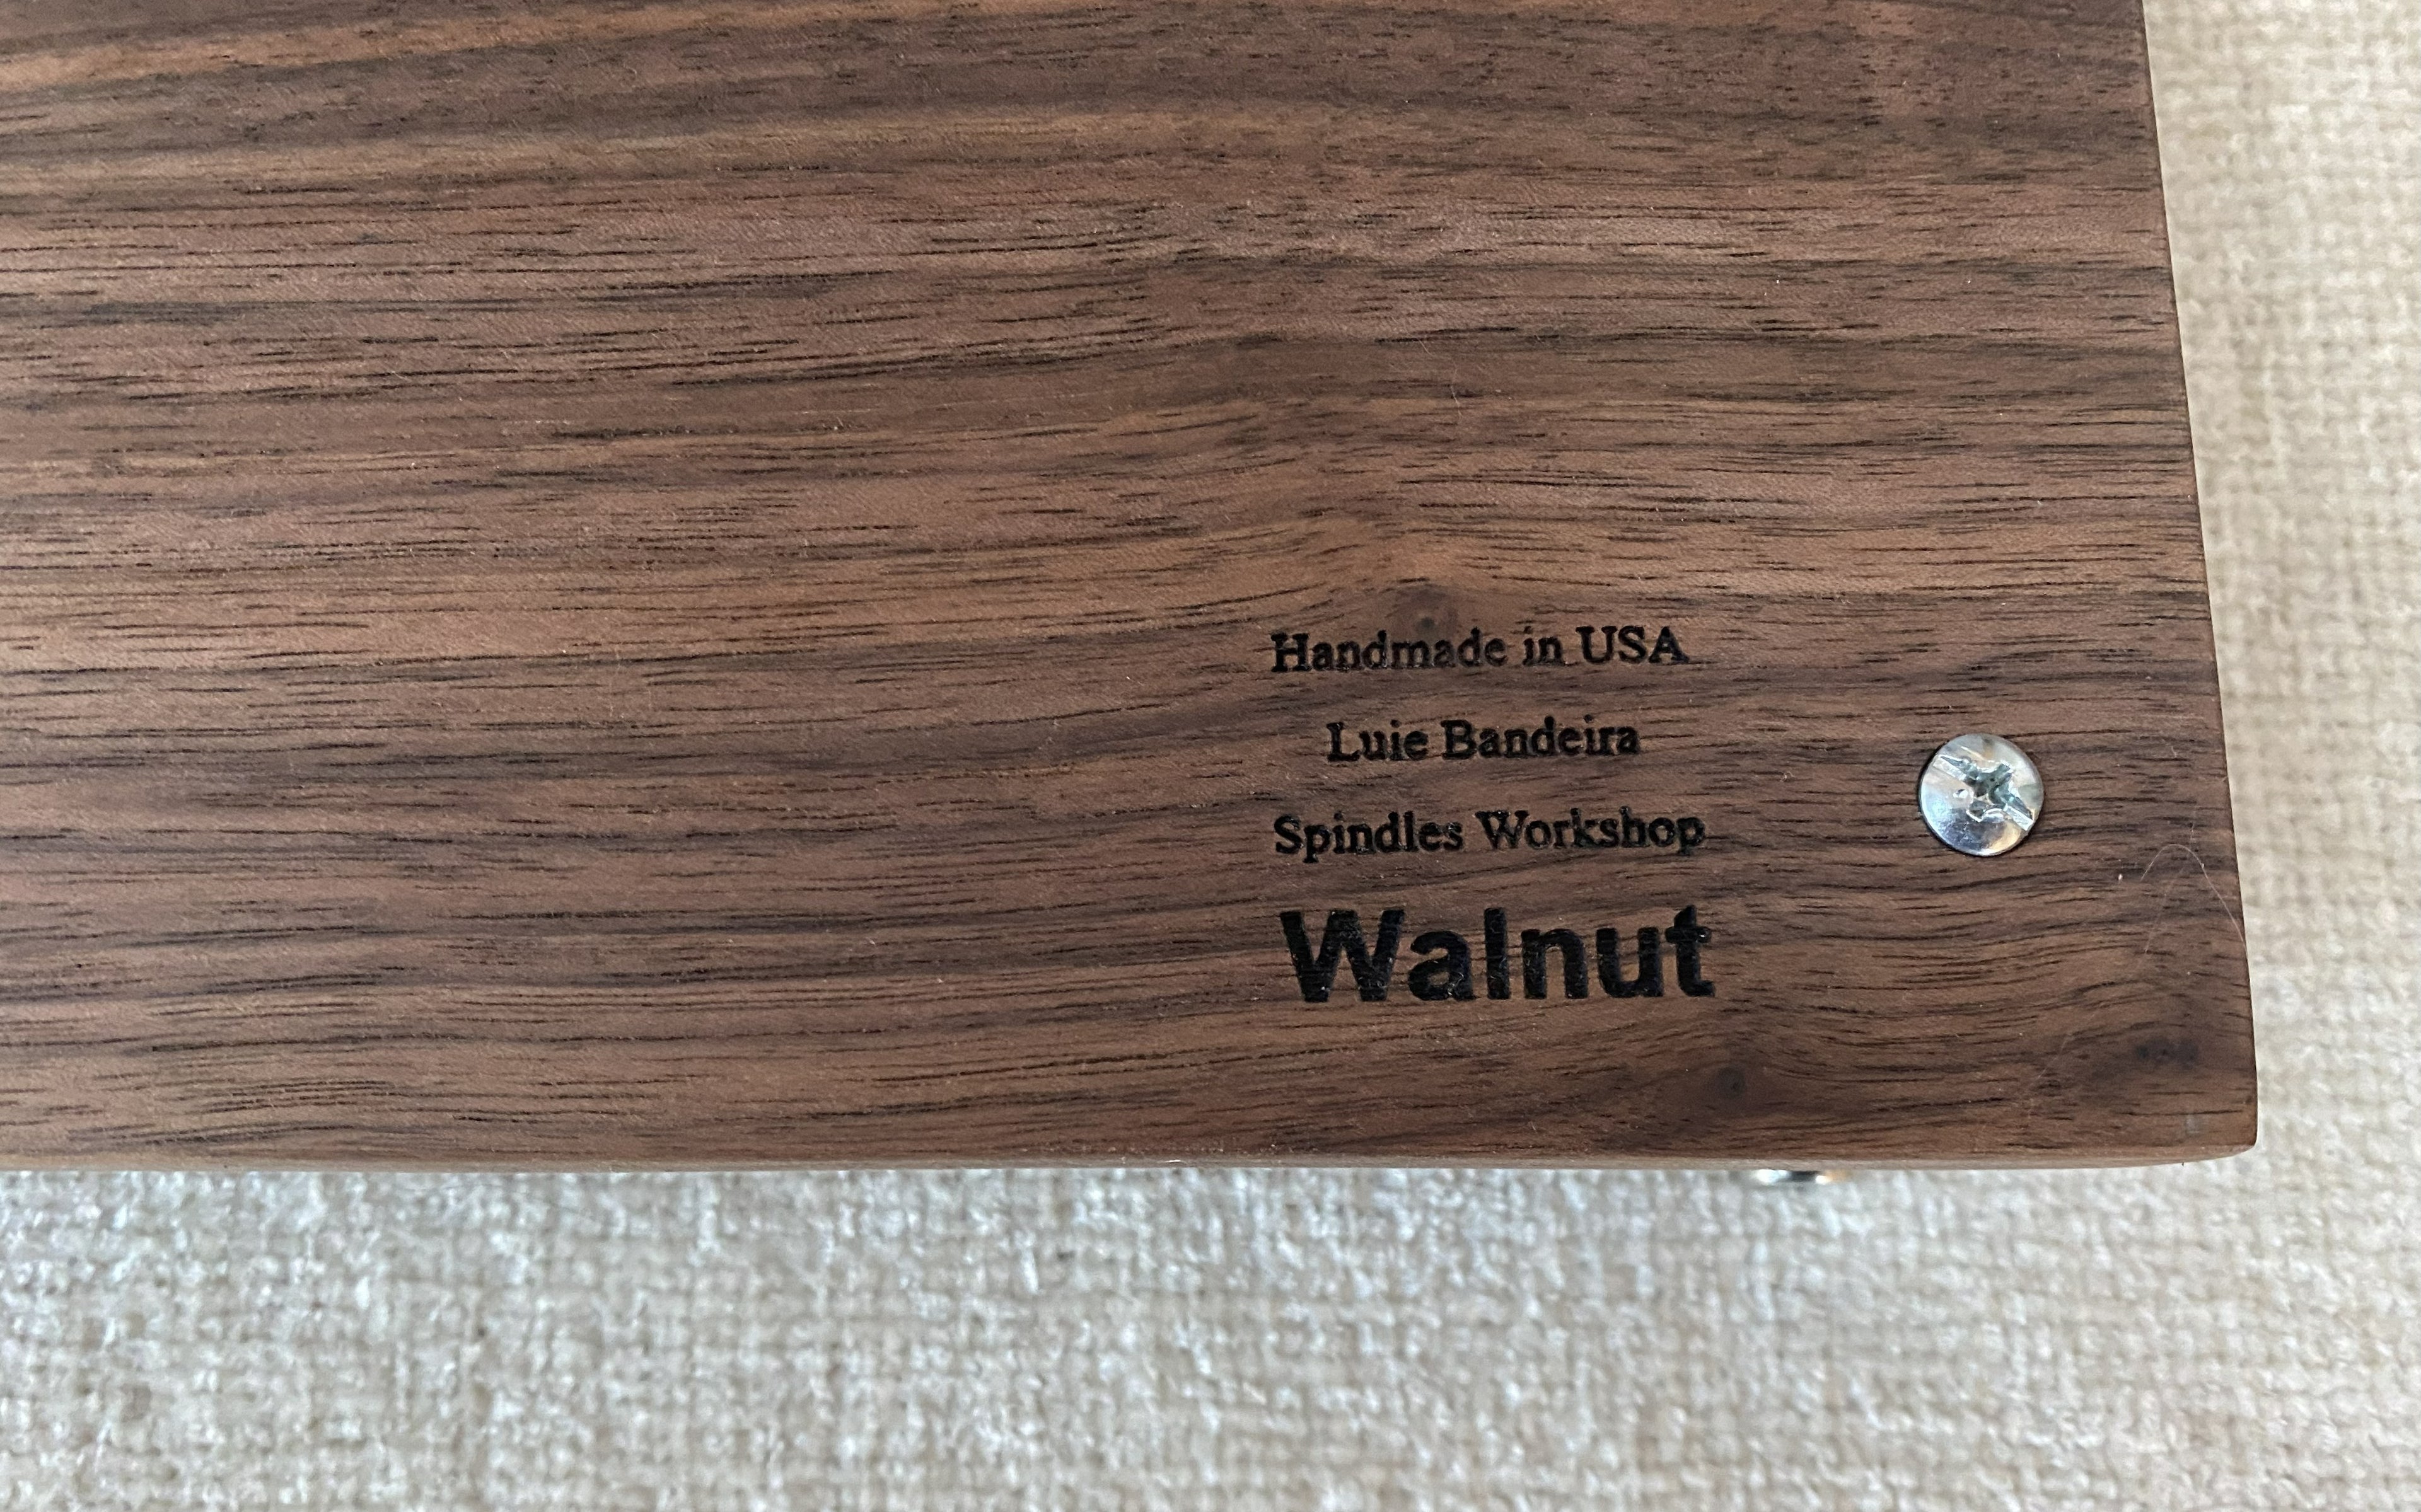 Handmade in USA
Luie Bandeira
Spindles Workshop
Walnut